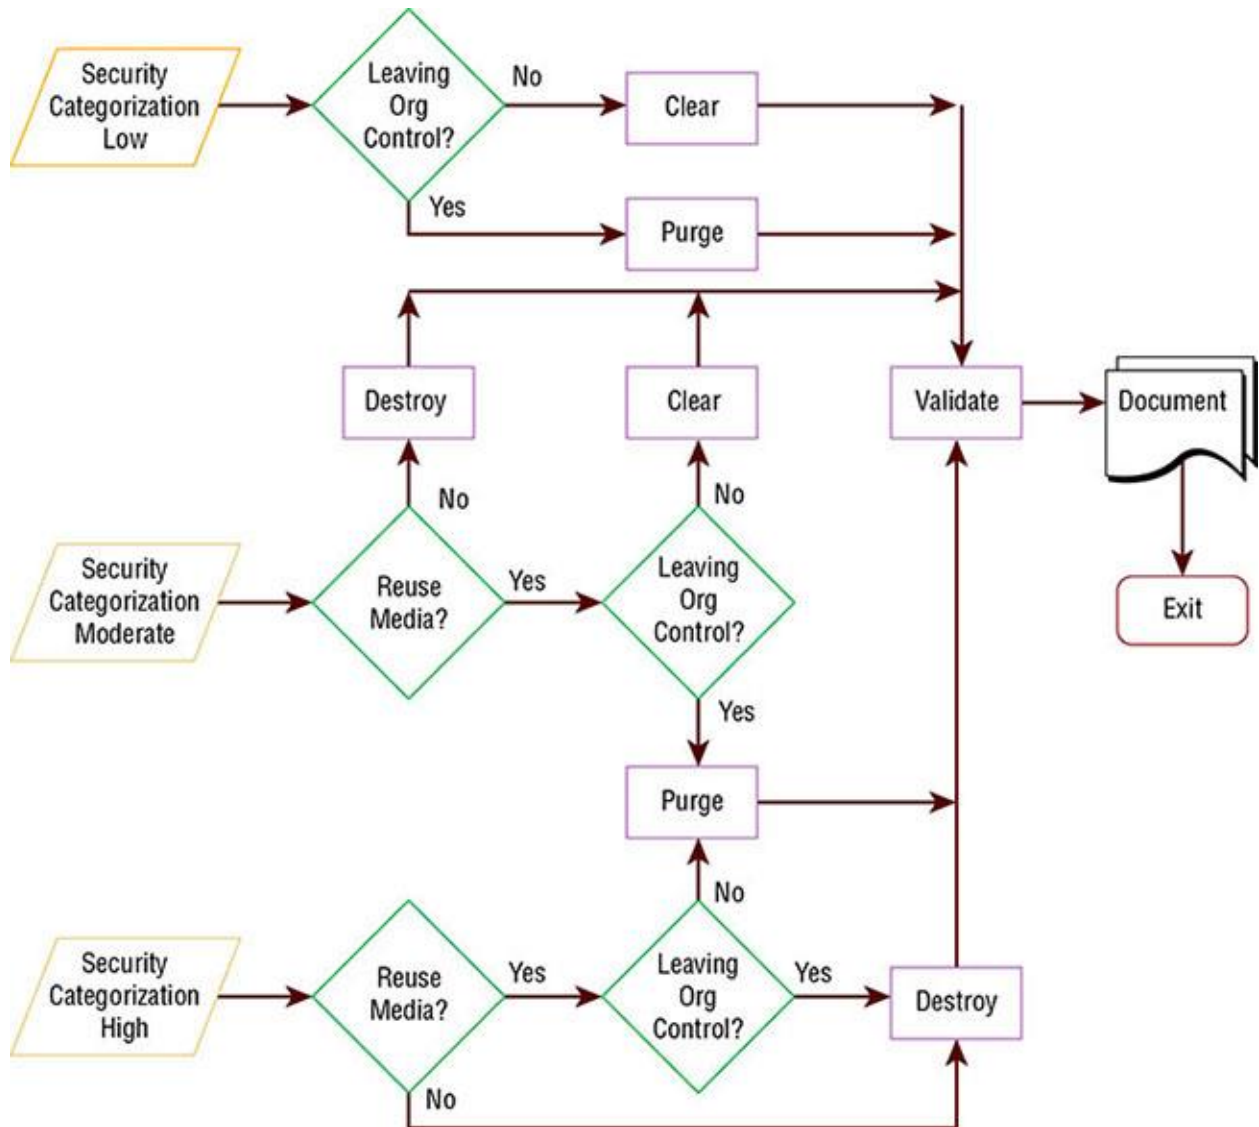 Security
Categorization
Low
Leaving
Org
Control?
No
Clear
Yes
Purge
Destroy
Clear
Validate
Document
No
No
Security
Categorization
Moderate
Reuse
Media?
Yes
Leaving
Org
Control?
Exit
Yes
Purge
No
Security
Categorization
High
Reuse
Media?
Yes
Leaving
Org
Control?
Yes
Destroy
No